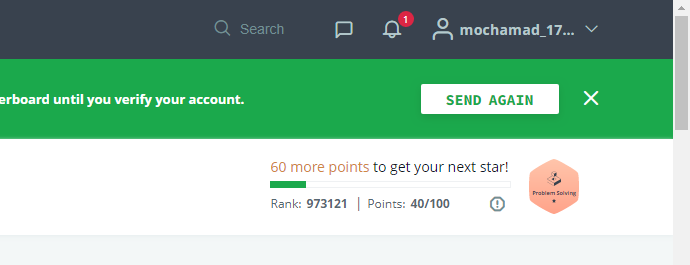 Search
1
mochamad_17...
erboard until you verify your account.
SEND AGAIN
60 more points to get your next star!
Rank: 973121 | Points: 40/100
Problem Solving